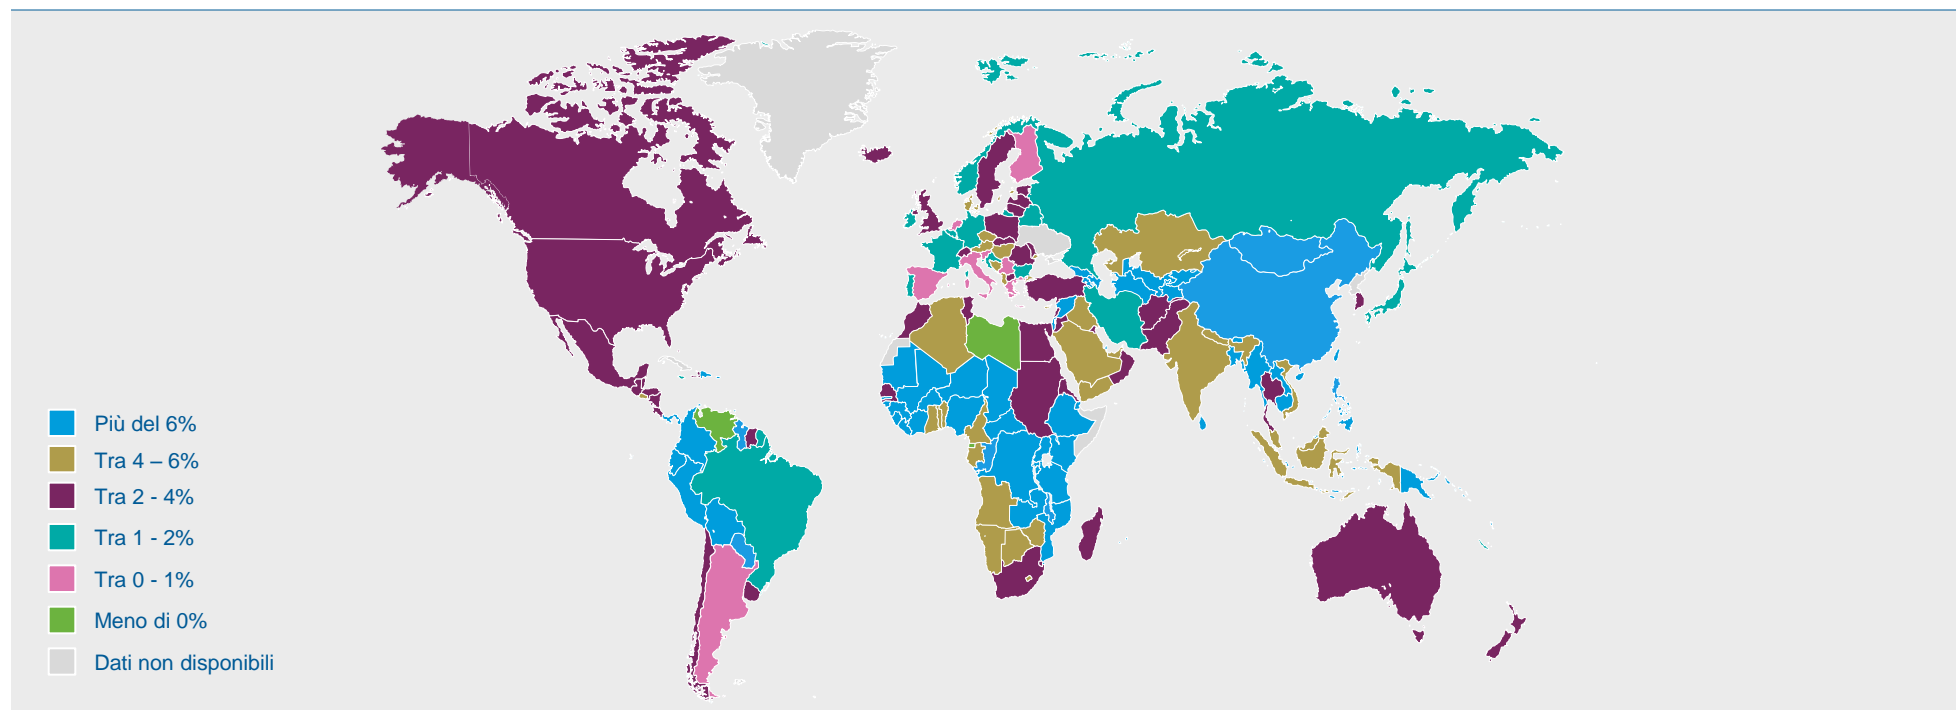 Più del 6%
Tra 4 – 6%
Tra 2 - 4%
Tra 1 - 2%
Tra 0 - 1%
Meno di 0%
Dati non disponibili